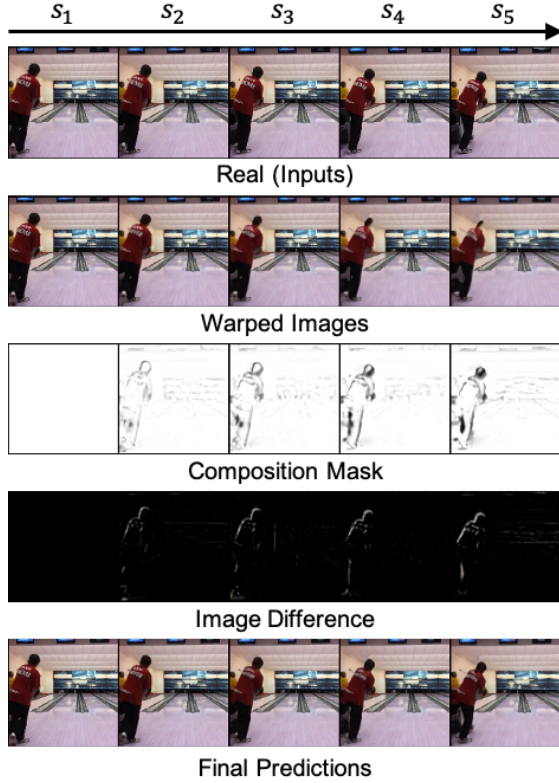 s₁ s₂ s₃ s₄ s₅
Real (Inputs)
Warped Images
Composition Mask
Image Difference
Final Predictions